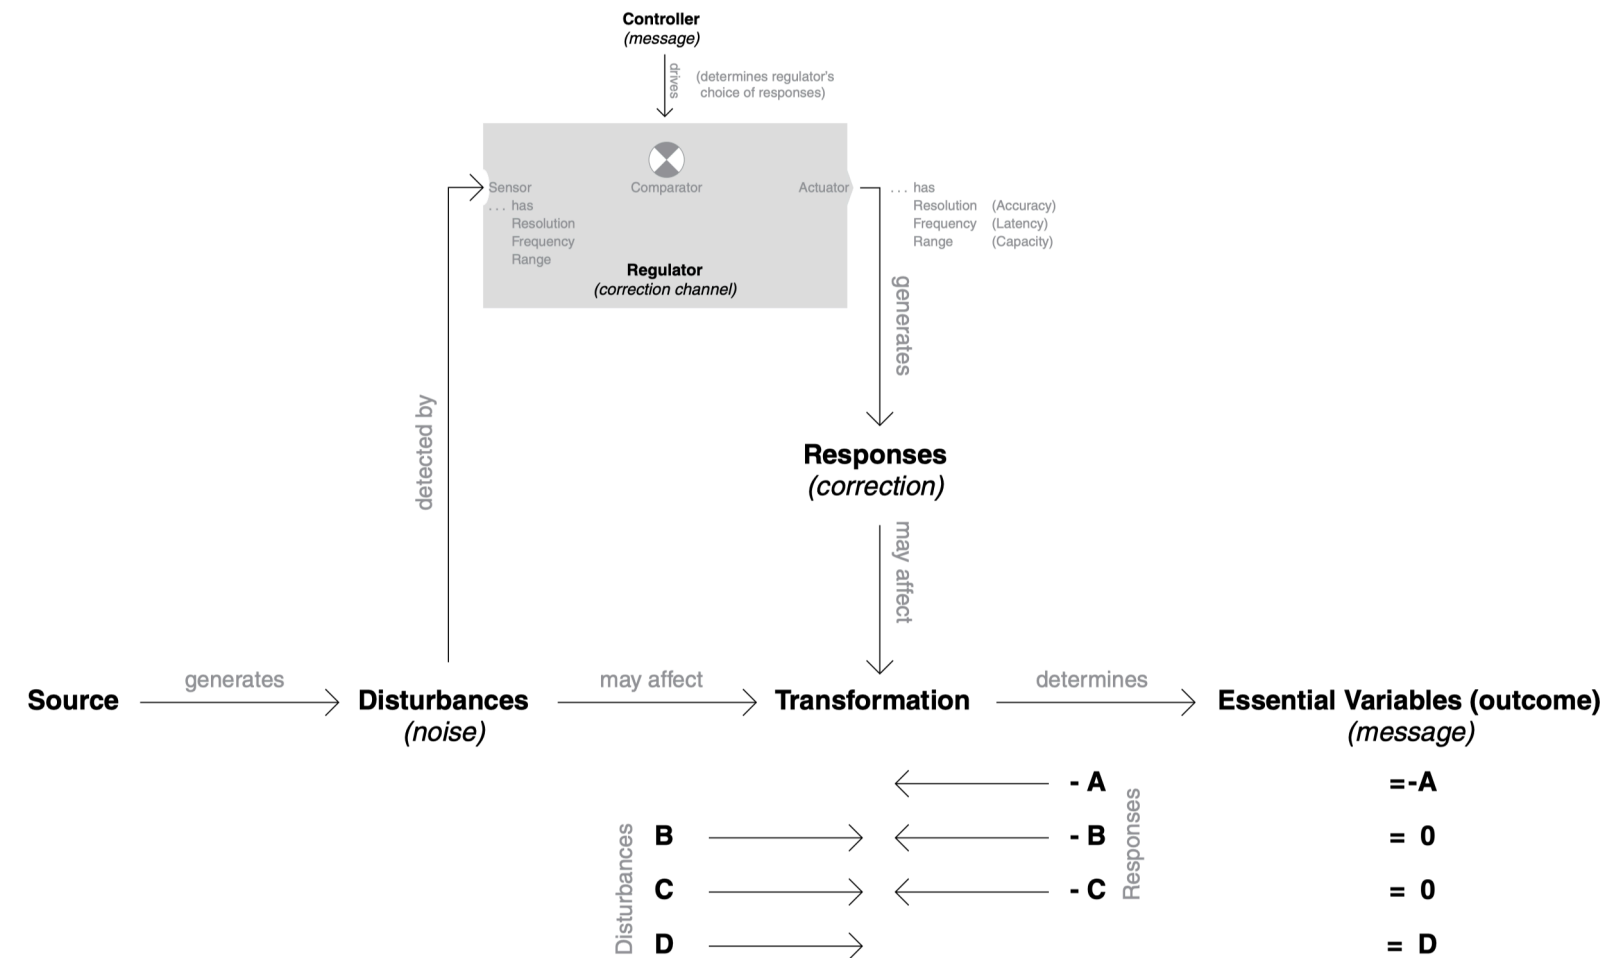 Controller
(message)
drives
(determines regulator's
choice of responses)
Sensor
... has
Resolution
Frequency
Range
Comparator
Actuator
Regulator
(correction channel)
... has
Resolution (Accuracy)
Frequency (Latency)
Range (Capacity)
generates
detected by
Responses
(correction)
may affect
Source
generates
Disturbances
(noise)
may affect
Transformation
determines
Essential Variables (outcome)
(message)
Disturbances
Responses
- A =-A
B - B = 0
C - C = 0
D = D